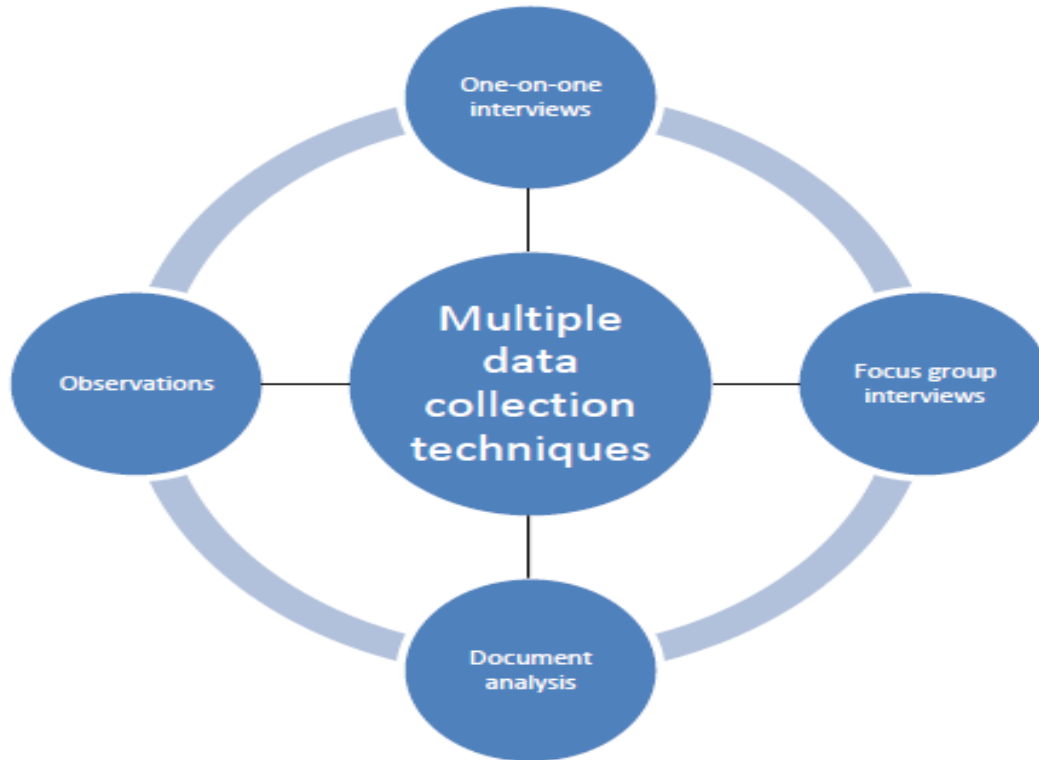 One-on-one
interviews
Multiple
data
collection
techniques
Observations
Focus group
interviews
Document
analysis